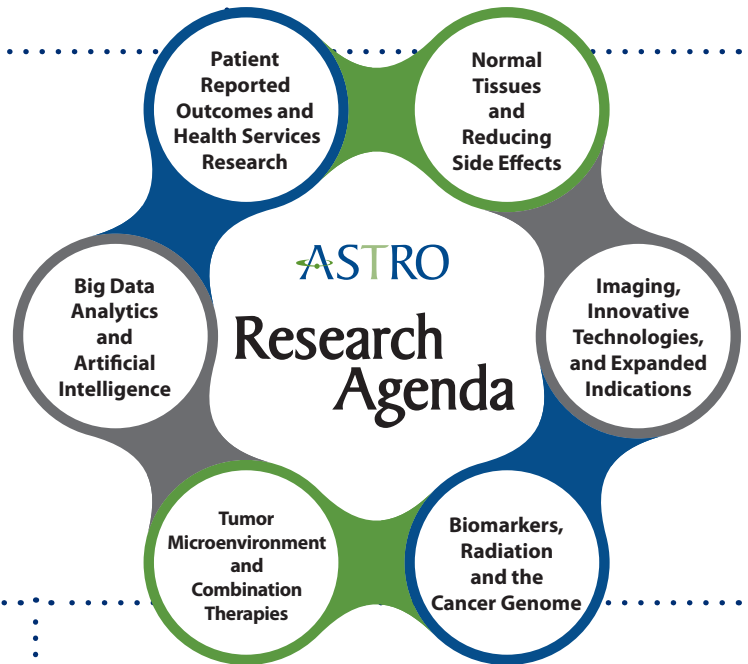 Patient
Reported
Outcomes and
Health Services
Research
Normal
Tissues
and
Reducing
Side Effects
ASTRO
Research
Agenda
Big Data
Analytics
and
Artificial
Intelligence
Imaging,
Innovative
Technologies,
and Expanded
Indications
Tumor
Microenvironment
and
Combination
Therapies
Biomarkers,
Radiation
and the
Cancer Genome